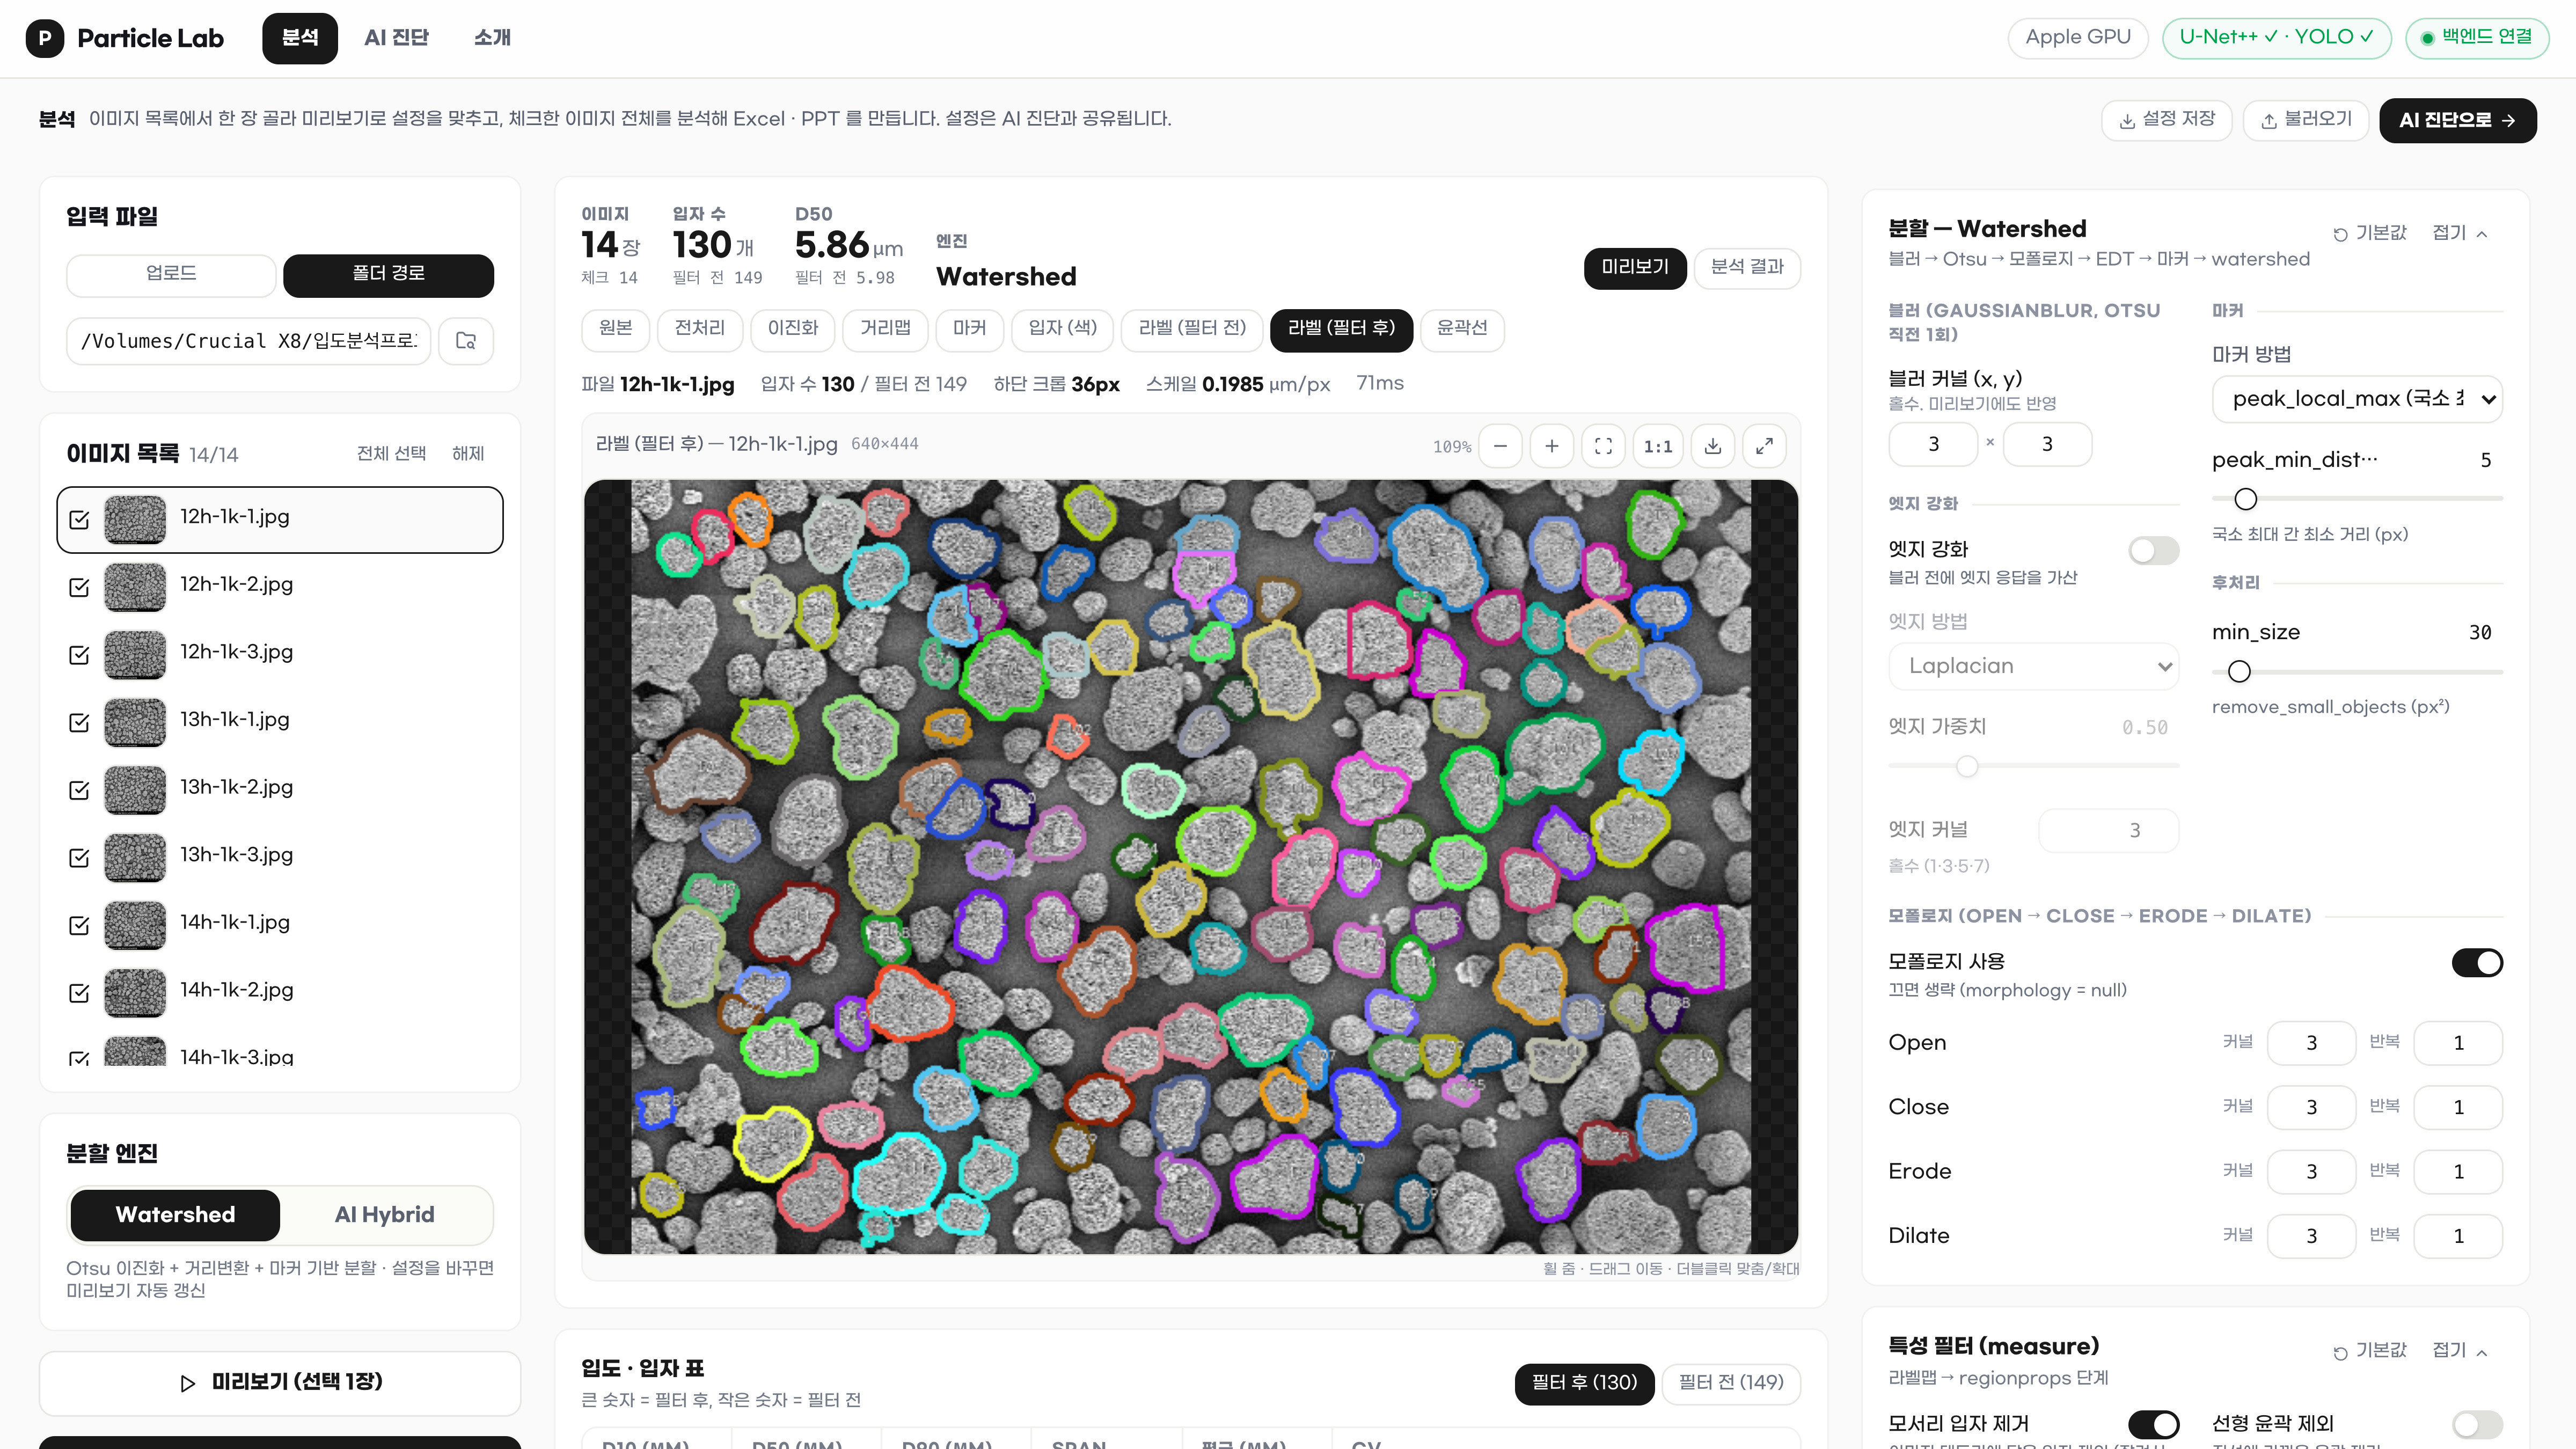 P Particle Lab 분석 AI 진단 소개 Apple GPU U-Net++ ✓ · YOLO ✓ 백엔드 연결
분석 이미지 목록에서 한 장 골라 미리보기로 설정을 맞추고, 체크한 이미지 전체를 분석해 Excel · PPT 를 만듭니다. 설정은 AI 진단과 공유됩니다. 설정 저장 불러오기 AI 진단으로 →
입력 파일
업로드 폴더 경로
/Volumes/Crucial X8/입도분석프로
이미지 목록 14/14 전체 선택 해제
12h-1k-1.jpg
12h-1k-2.jpg
12h-1k-3.jpg
13h-1k-1.jpg
13h-1k-2.jpg
13h-1k-3.jpg
14h-1k-1.jpg
14h-1k-2.jpg
14h-1k-3.jpg
분할 엔진
Watershed AI Hybrid
Otsu 이진화 + 거리변환 + 마커 기반 분할 · 설정을 바꾸면
미리보기 자동 갱신
미리보기 (선택 1장)
이미지 입자 수 D50 엔진
14 장 130 개 5.86 μm Watershed
체크 14 필터 전 149 필터 전 5.98
미리보기 분석 결과
원본 전처리 이진화 거리맵 마커 입자 (색) 라벨 (필터 전) 라벨 (필터 후) 윤곽선
파일 12h-1k-1.jpg 입자 수 130 / 필터 전 149 하단 크롭 36px 스케일 0.1985 μm/px 71ms
라벨 (필터 후) — 12h-1k-1.jpg 640×444 109% 1:1
휠 줌 · 드래그 이동 · 더블클릭 맞춤/확대
입도 · 입자 표
큰 숫자 = 필터 후, 작은 숫자 = 필터 전
필터 후 (130) 필터 전 (149)
D10 (ΜM) D50 (ΜM) D90 (ΜM) SPAN 평균 (ΜM) CV
분할 — Watershed 기본값 접기
블러 → Otsu → 모폴로지 → EDT → 마커 → watershed
블러 (GAUSSIANBLUR, OTSU
직전 1회)
블러 커널 (x, y)
홀수. 미리보기에도 반영
3 × 3
엣지 강화
엣지 강화
블러 전에 엣지 응답을 가산
엣지 방법
Laplacian
엣지 가중치 0.50
엣지 커널 3
홀수 (1·3·5·7)
마커
마커 방법
peak_local_max (국소 
peak_min_dist··· 5
국소 최대 간 최소 거리 (px)
후처리
min_size 30
remove_small_objects (px²)
모폴로지 (OPEN → CLOSE → ERODE → DILATE)
모폴로지 사용
끄면 생략 (morphology = null)
Open 커널 3 반복 1
Close 커널 3 반복 1
Erode 커널 3 반복 1
Dilate 커널 3 반복 1
특성 필터 (measure) 기본값 접기
라벨맵 → regionprops 단계
모서리 입자 제거 선형 윤곽 제외